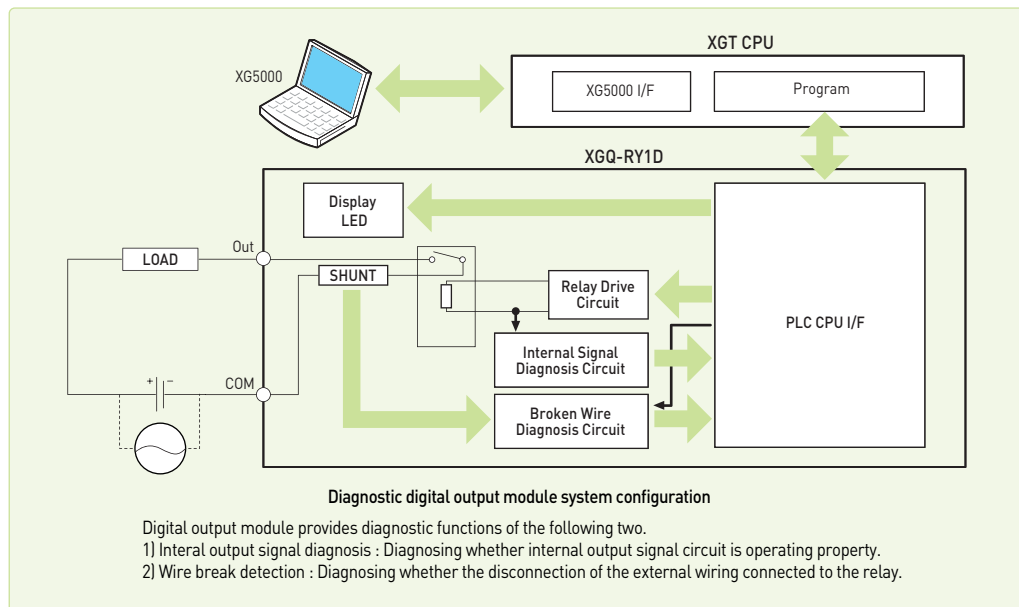 XGT CPU
XG5000
XG5000 I/F
Program
XGQ-RY1D
Display
LED
Out
LOAD
SHUNT
Relay Drive
Circuit
PLC CPU I/F
Internal Signal
Diagnosis Circuit
+ −
COM
Broken Wire
Diagnosis Circuit
Diagnostic digital output module system configuration
Digital output module provides diagnostic functions of the following two.
1) Interal output signal diagnosis : Diagnosing whether internal output signal circuit is operating property.
2) Wire break detection : Diagnosing whether the disconnection of the external wiring connected to the relay.